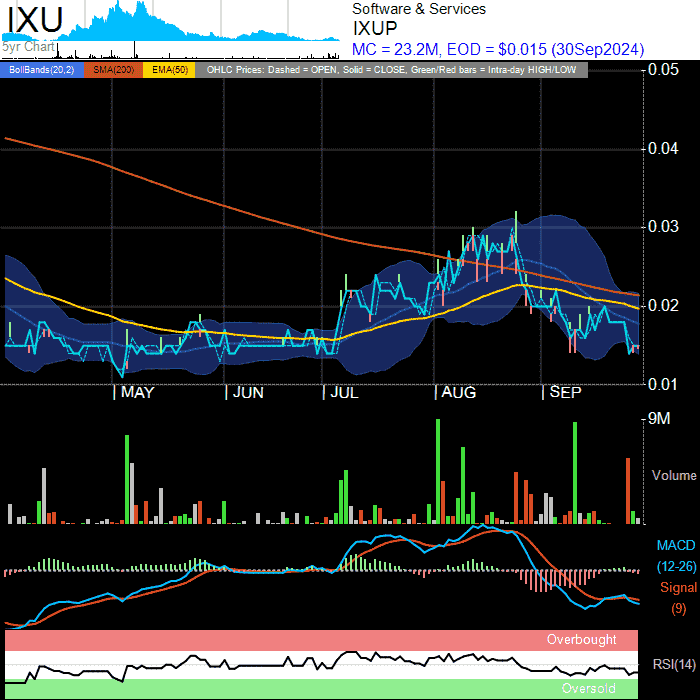 IXU
5yr Chart
Software & Services
IXUP
MC = 23.2M, EOD = $0.015 (30Sep2024)
BollBands(20,2) SMA(200) EMA(50) OHLC Prices: Dashed = OPEN, Solid = CLOSE, Green/Red bars = Intra-day HIGH/LOW
0.05
0.04
0.03
0.02
0.01
MAY JUN JUL AUG SEP
9M
Volume
MACD
(12-26)
Signal
(9)
Overbought
RSI(14)
Oversold